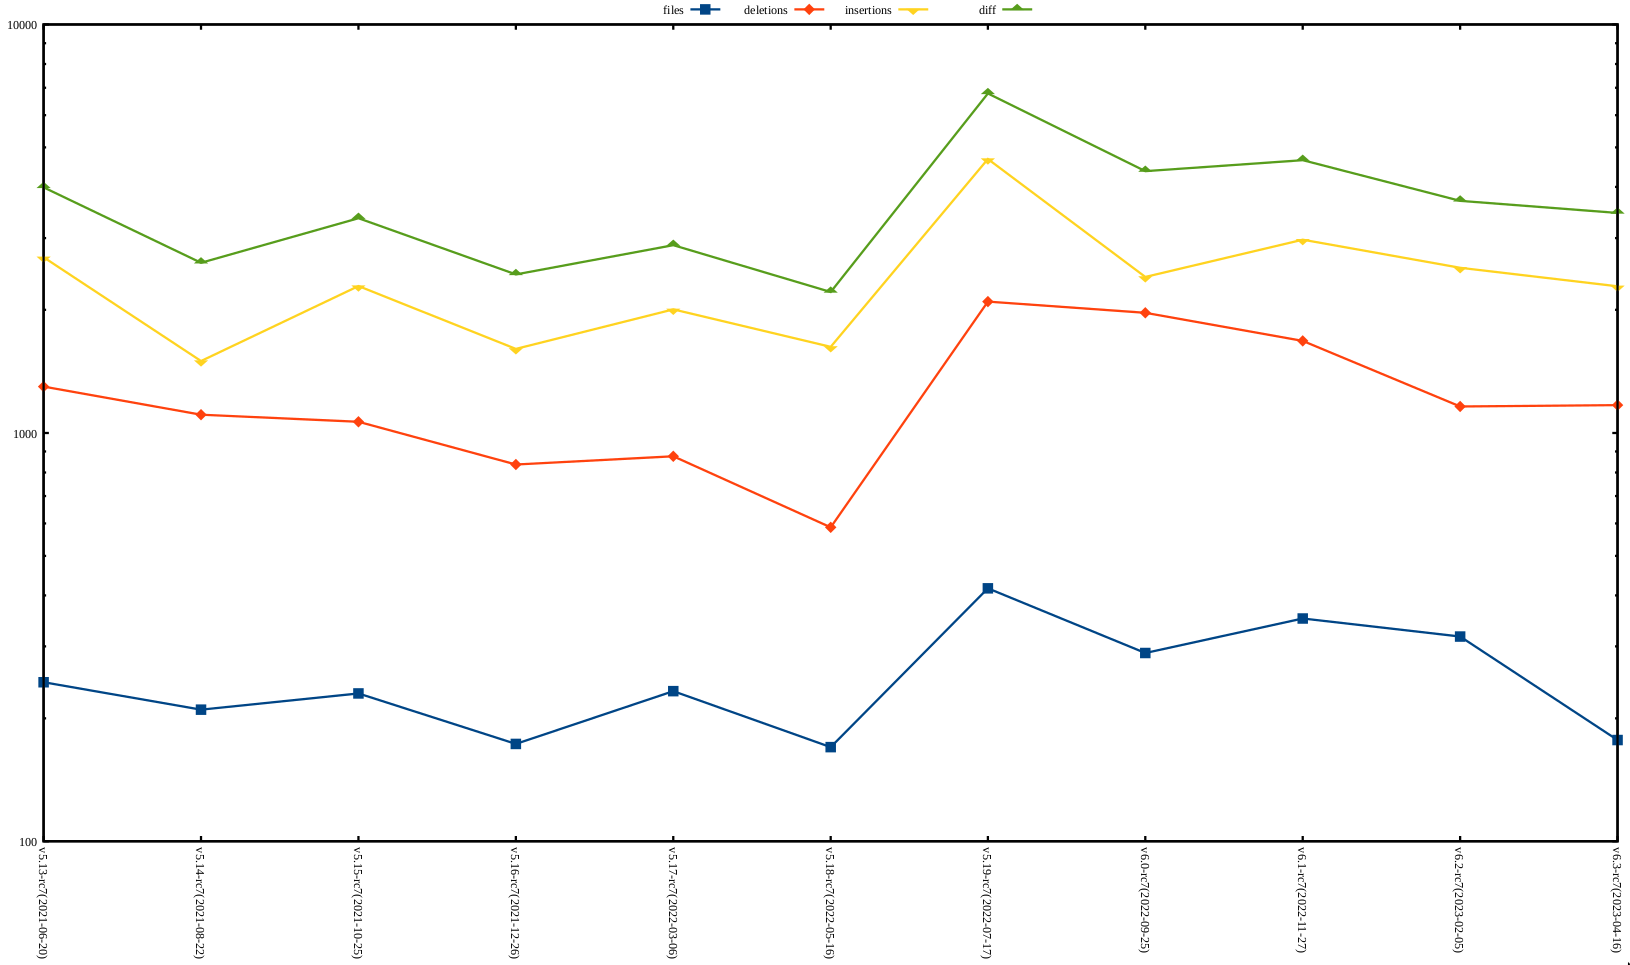 files deletions insertions diff
10000
1000
100
v5.13-rc7(2021-06-20)
v5.14-rc7(2021-08-22)
v5.15-rc7(2021-10-25)
v5.16-rc7(2021-12-26)
v5.17-rc7(2022-03-06)
v5.18-rc7(2022-05-16)
v5.19-rc7(2022-07-17)
v6.0-rc7(2022-09-25)
v6.1-rc7(2022-11-27)
v6.2-rc7(2023-02-05)
v6.3-rc7(2023-04-16)